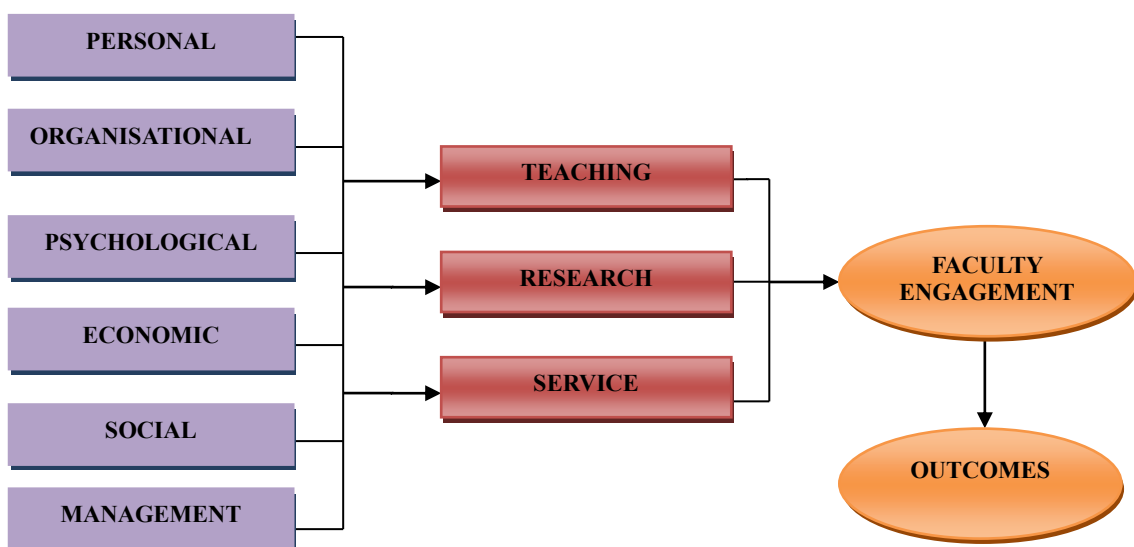 PERSONAL
ORGANISATIONAL
PSYCHOLOGICAL
ECONOMIC
SOCIAL
MANAGEMENT
TEACHING
RESEARCH
SERVICE
FACULTY
ENGAGEMENT
OUTCOMES